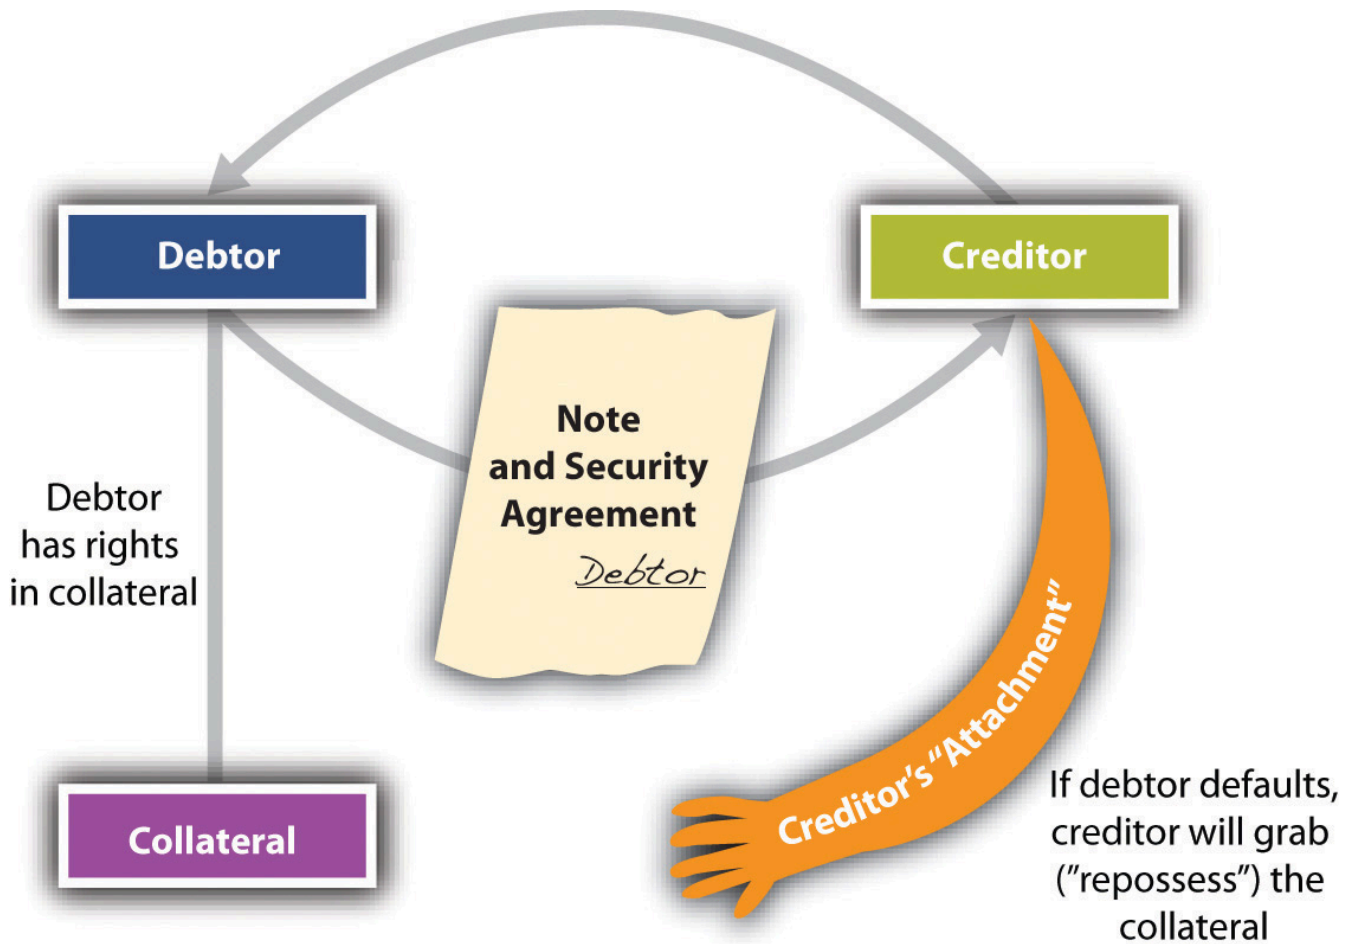 Debtor
Creditor
Note
and Security
Agreement
Debtor
Debtor
has rights
in collateral
Creditor's "Attachment"
Collateral
If debtor defaults,
creditor will grab
("repossess") the
collateral